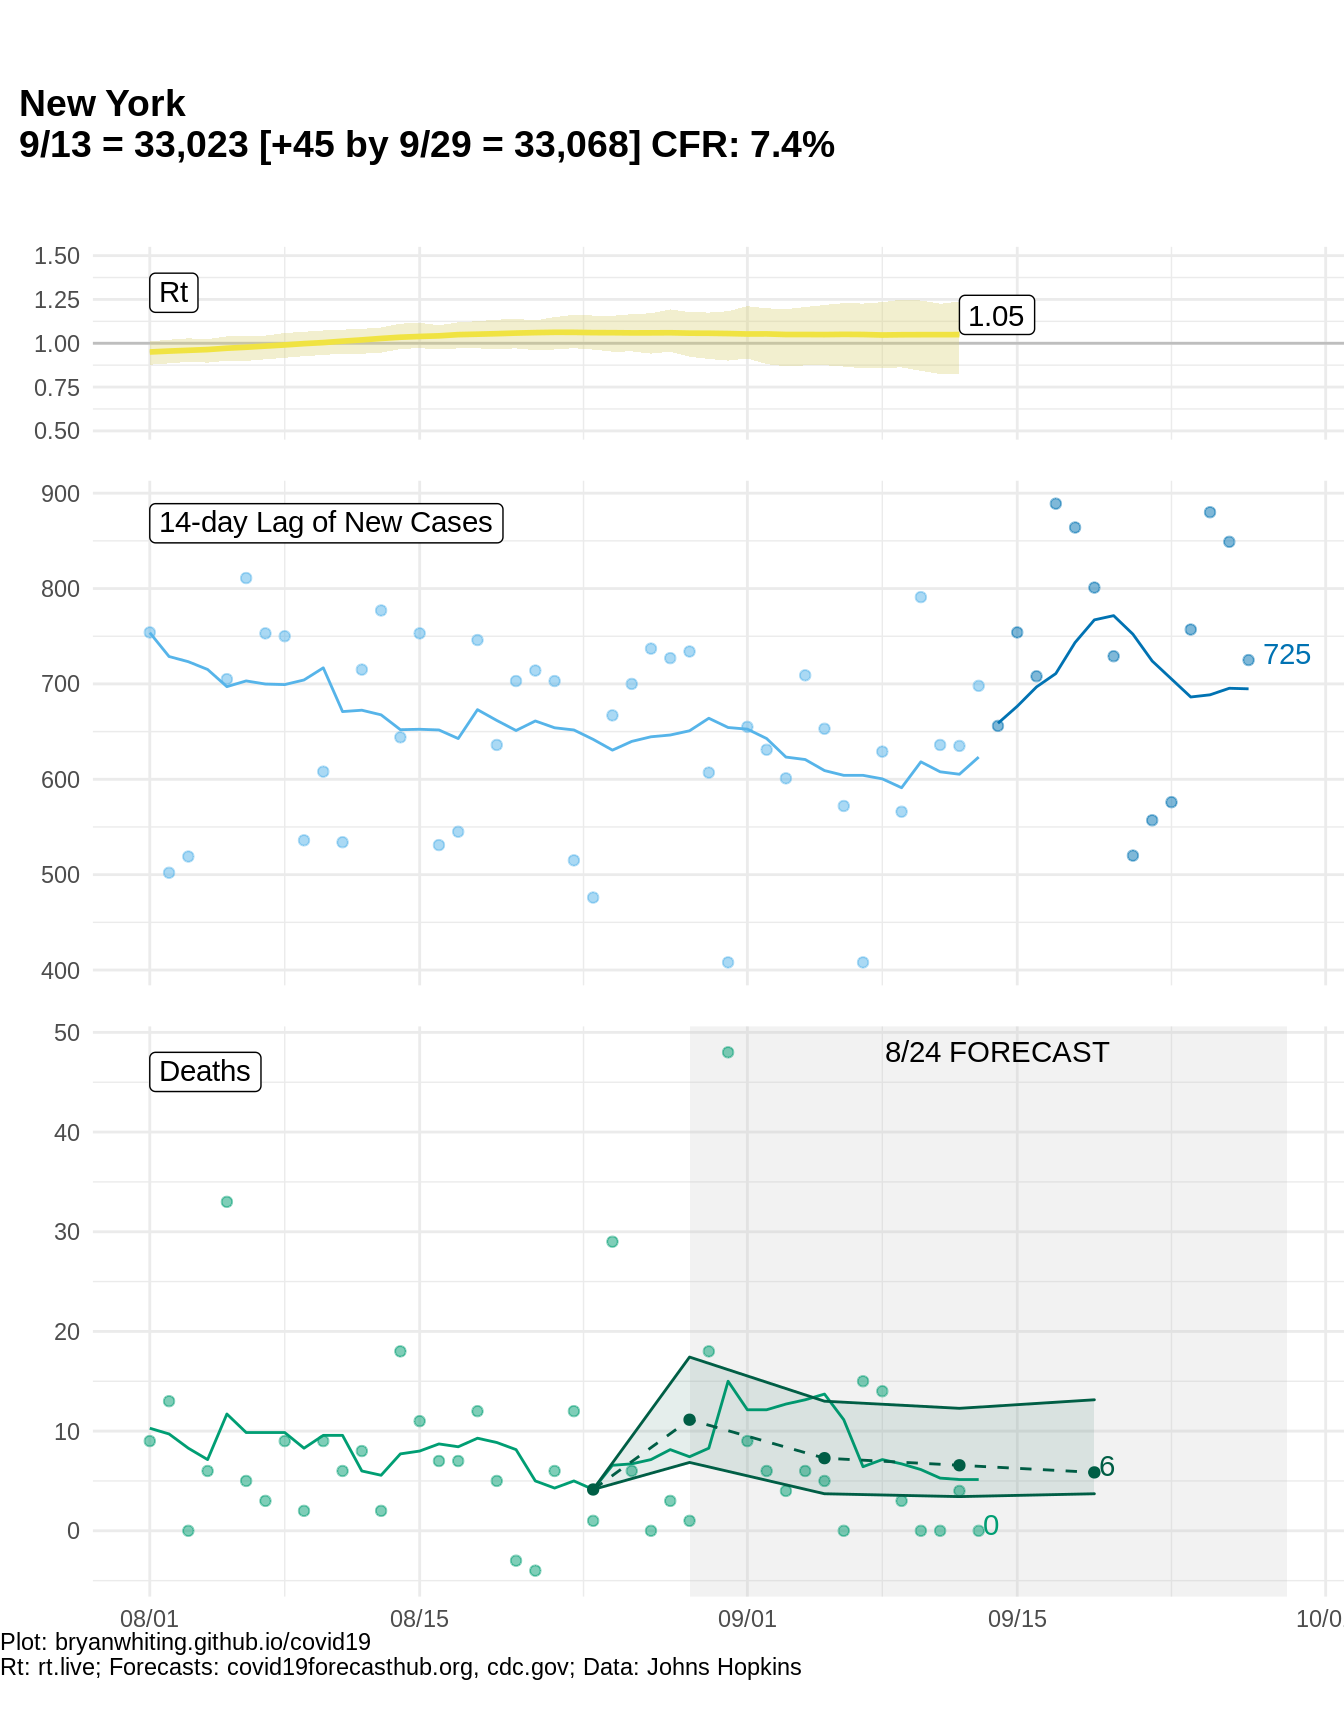 New York
9/13 = 33,023 [+45 by 9/29 = 33,068] CFR: 7.4%
1.50
1.25
1.00
0.75
0.50
Rt
1.05
900
800
700
600
500
400
14-day Lag of New Cases
725
50
40
30
20
10
0
Deaths
8/24 FORECAST
6
0
08/01 08/15 09/01 09/15 10/0
Plot: bryanwhiting.github.io/covid19
Rt: rt.live; Forecasts: covid19forecasthub.org, cdc.gov; Data: Johns Hopkins